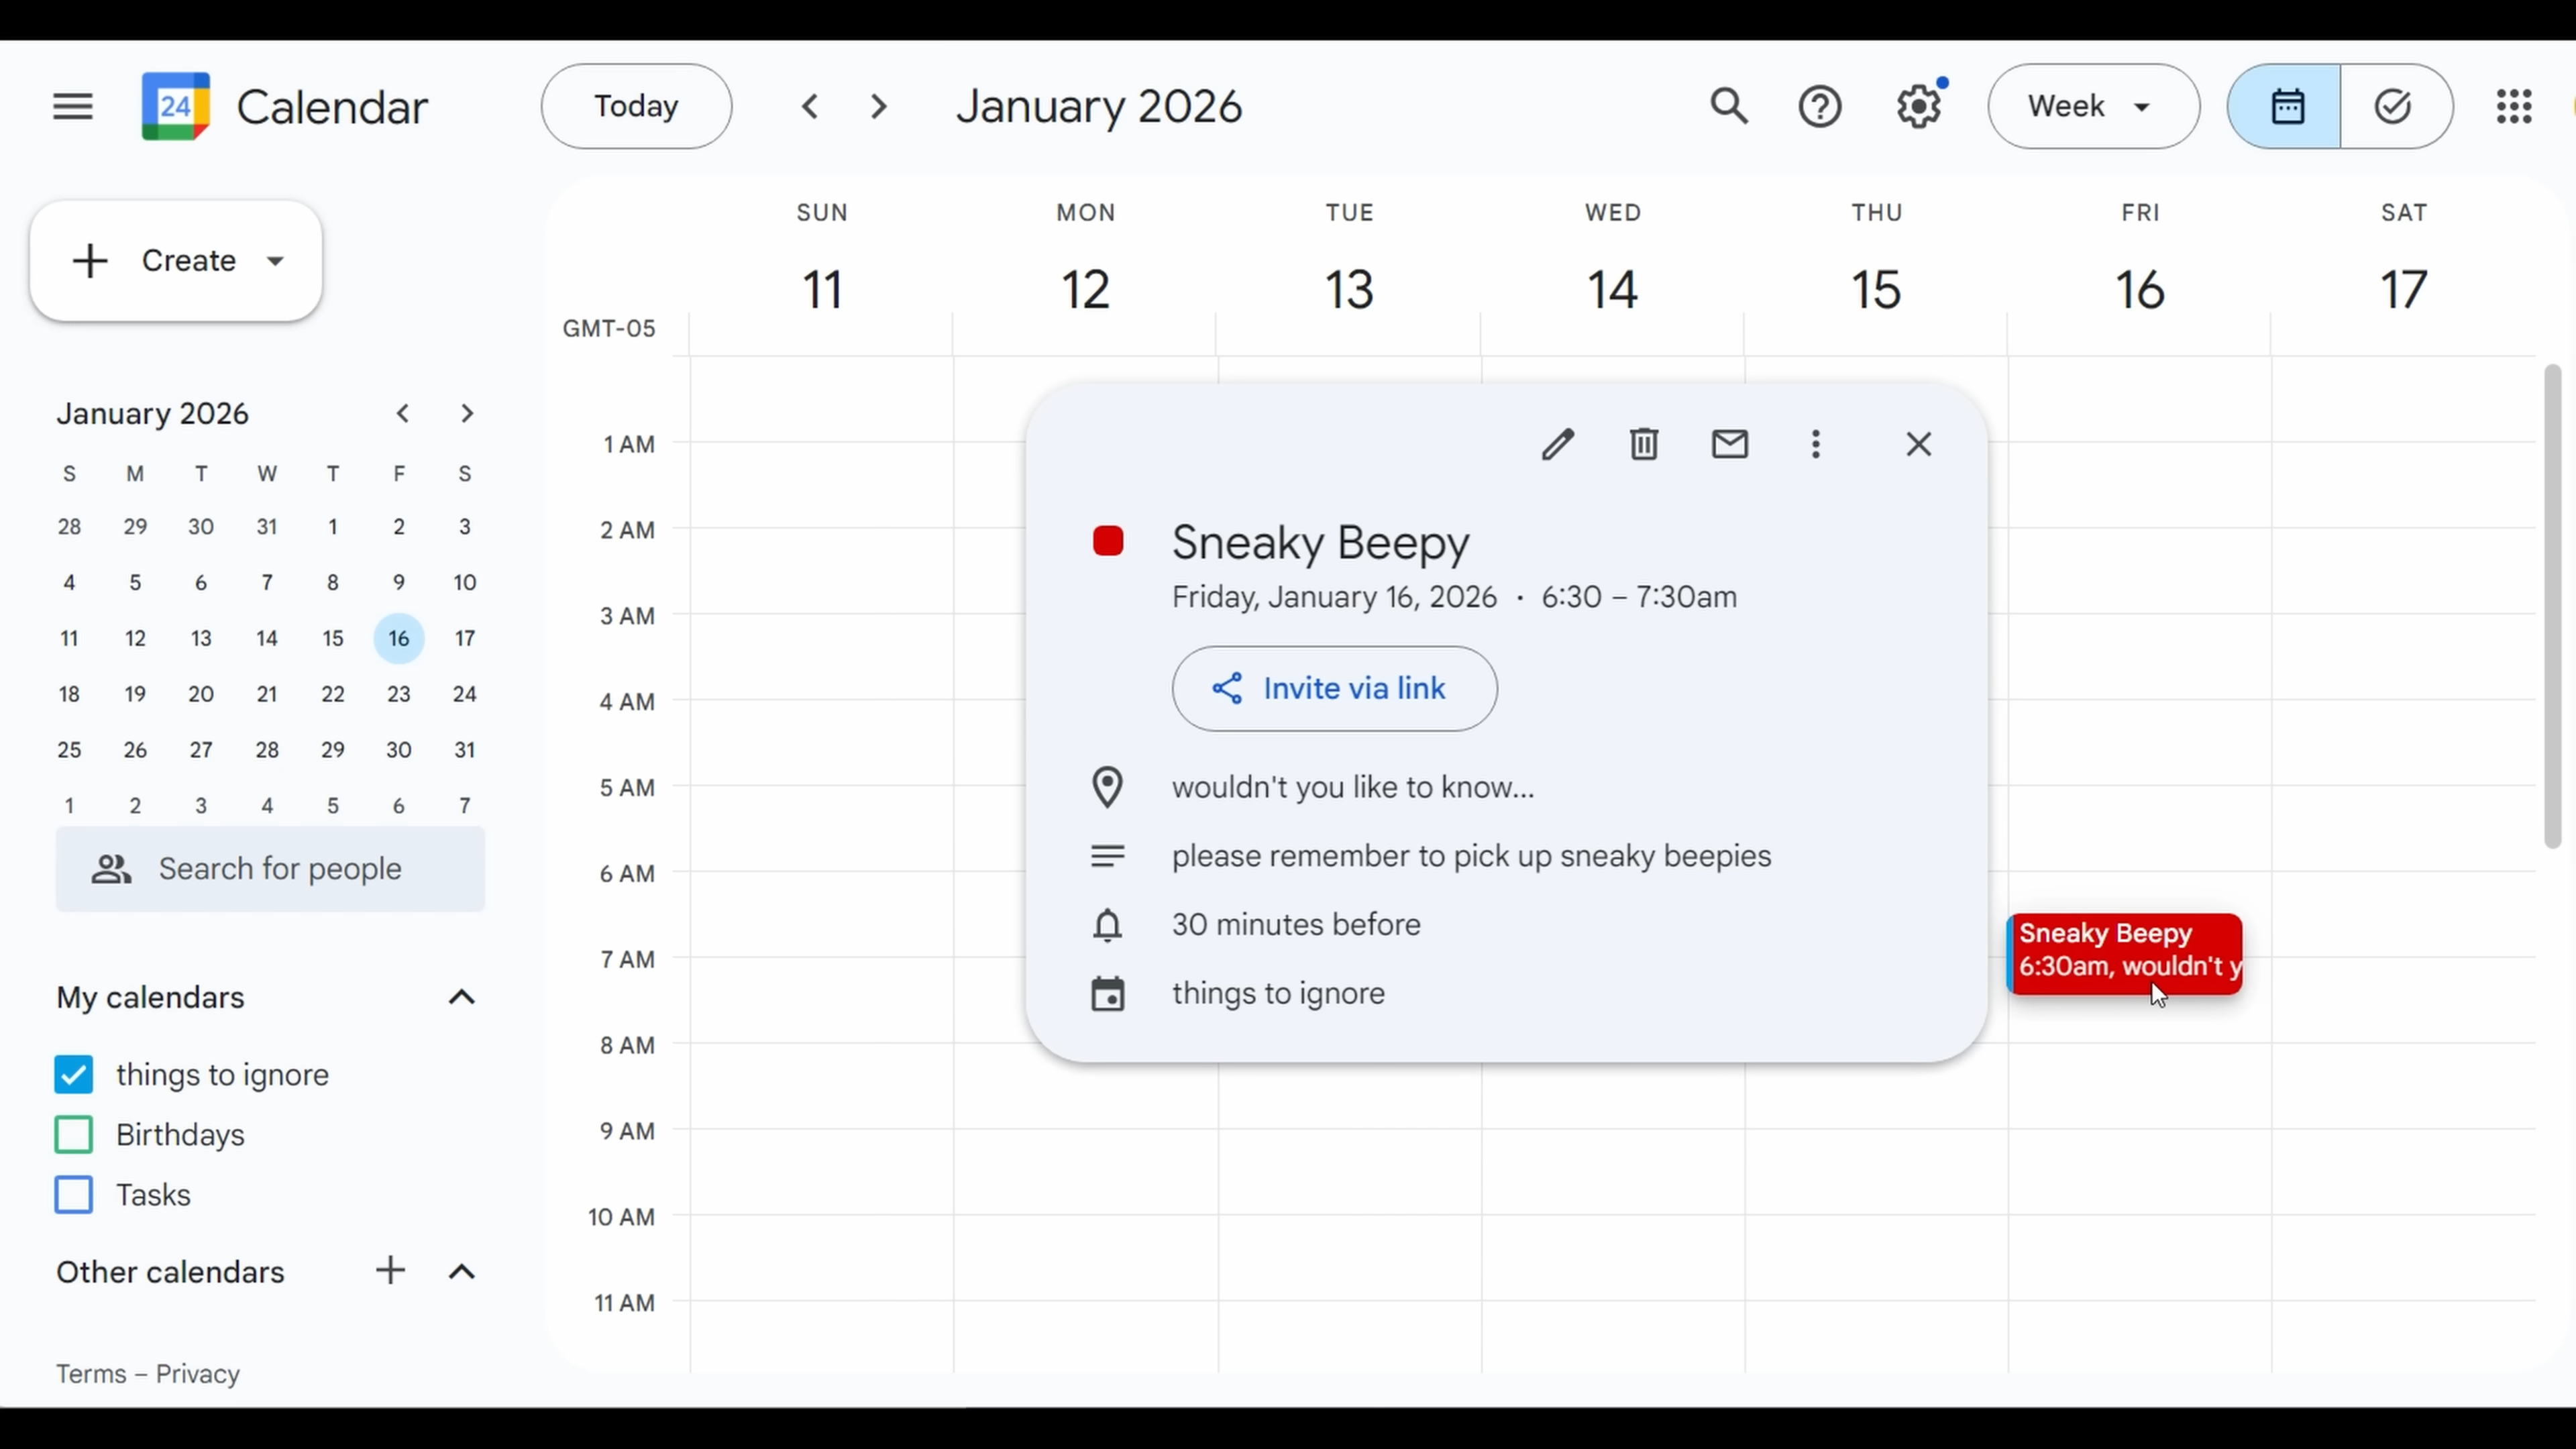 24 Calendar Today January 2026 Week
Create
January 2026
S M T W T F S
28 29 30 31 1 2 3
4 5 6 7 8 9 10
11 12 13 14 15 16 17
18 19 20 21 22 23 24
25 26 27 28 29 30 31
1 2 3 4 5 6 7
Search for people
My calendars
things to ignore
Birthdays
Tasks
Other calendars
Terms – Privacy
SUN MON TUE WED THU FRI SAT
11 12 13 14 15 16 17
GMT-05
1 AM
2 AM
3 AM
4 AM
5 AM
6 AM
7 AM
8 AM
9 AM
10 AM
11 AM
Sneaky Beepy
Friday, January 16, 2026 · 6:30 – 7:30am
Invite via link
wouldn't you like to know...
please remember to pick up sneaky beepies
30 minutes before
things to ignore
Sneaky Beepy
6:30am, wouldn't y